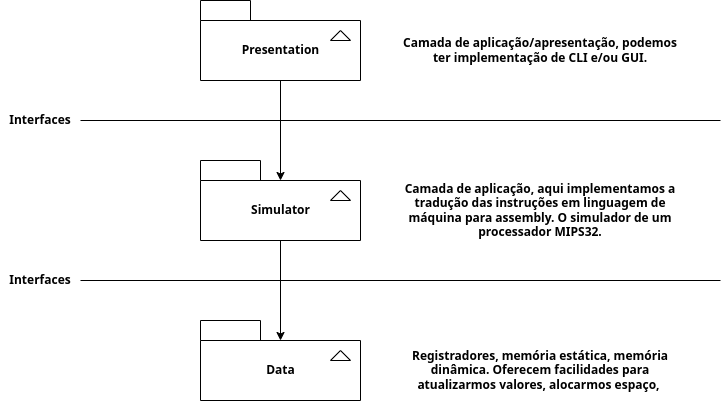 Presentation
Camada de aplicação/apresentação, podemos
ter implementação de CLI e/ou GUI.
Interfaces
Simulator
Camada de aplicação, aqui implementamos a
tradução das instruções em linguagem de
máquina para assembly. O simulador de um
processador MIPS32.
Interfaces
Data
Registradores, memória estática, memória
dinâmica. Oferecem facilidades para
atualizarmos valores, alocarmos espaço,